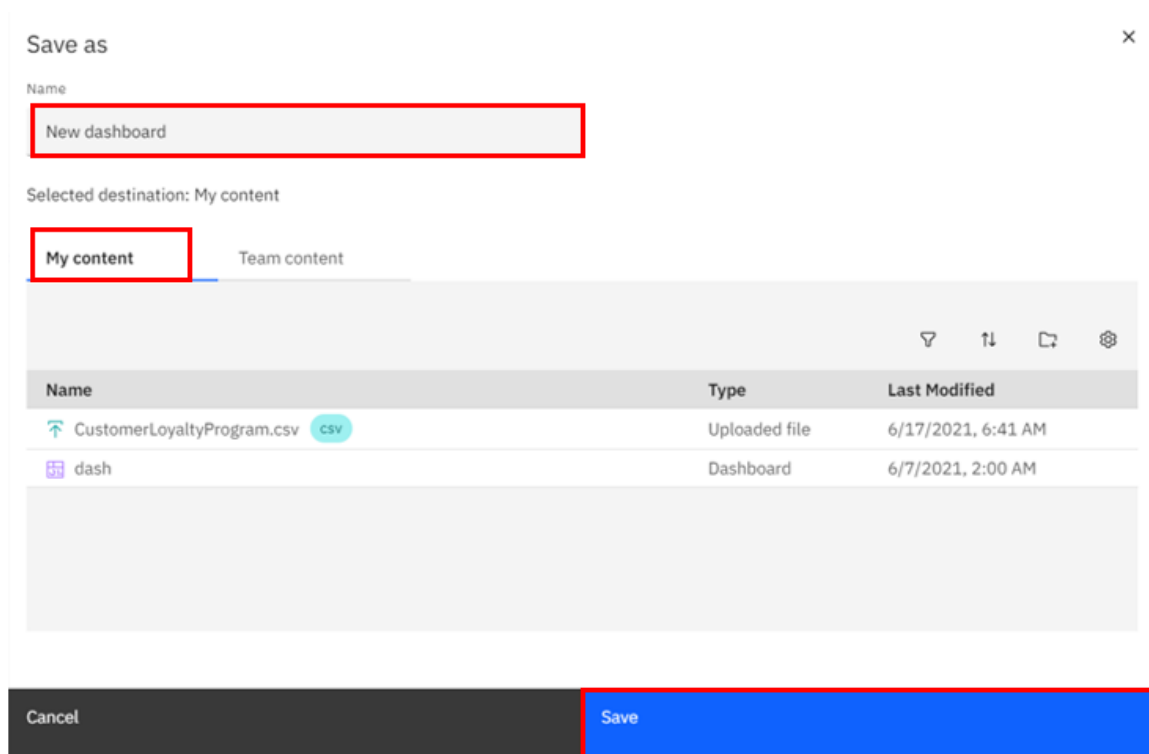 Save as
Name
New dashboard
Selected destination: My content
My content Team content
Name Type Last Modified
CustomerLoyaltyProgram.csv csv Uploaded file 6/17/2021, 6:41 AM
dash Dashboard 6/7/2021, 2:00 AM
Cancel Save